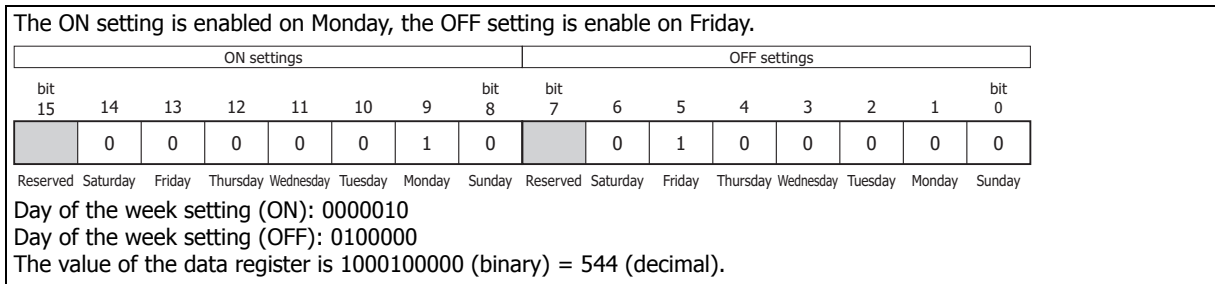 The ON setting is enabled on Monday, the OFF setting is enable on Friday.
ON settings OFF settings
bit bit bit bit
15 14 13 12 11 10 9 8 7 6 5 4 3 2 1 0
0 0 0 0 0 1 0 0 1 0 0 0 0 0
Reserved Saturday Friday Thursday Wednesday Tuesday Monday Sunday Reserved Saturday Friday Thursday Wednesday Tuesday Monday Sunday
Day of the week setting (ON): 0000010
Day of the week setting (OFF): 0100000
The value of the data register is 1000100000 (binary) = 544 (decimal).